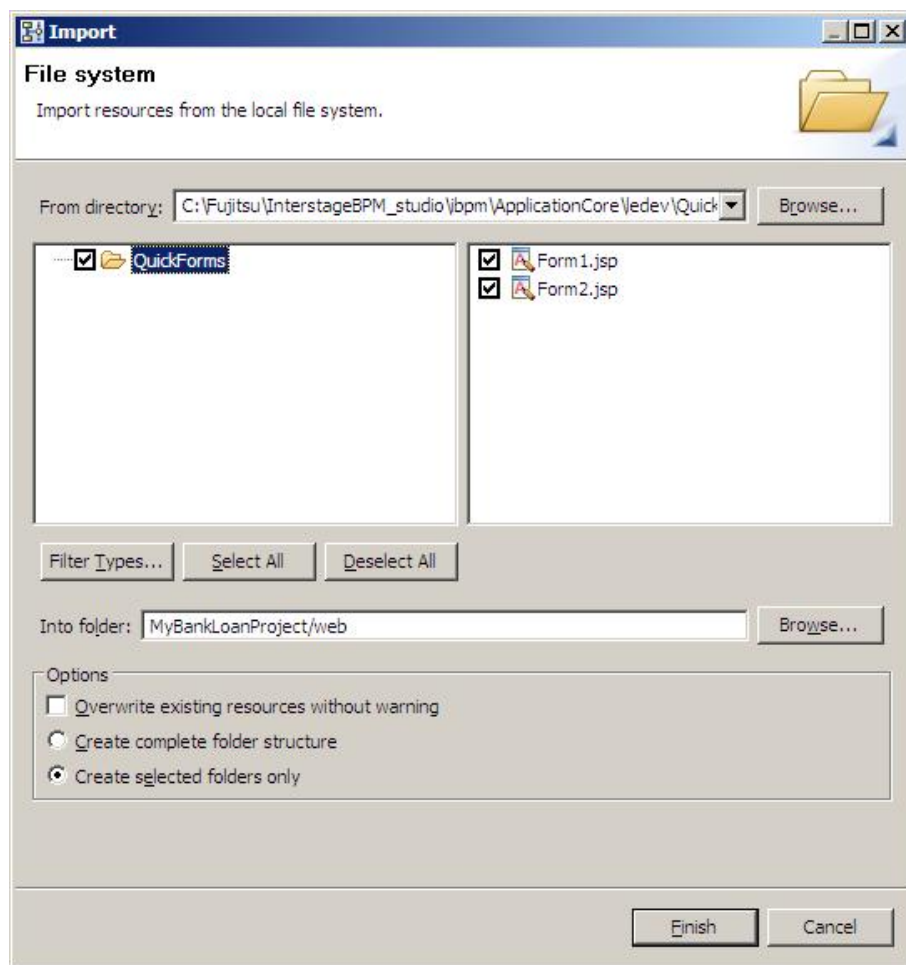 Import
File system
Import resources from the local file system.
From directory: C:\Fujitsu\InterstageBPM_studio\ibpm\ApplicationCore\ledev\Quick Browse...
QuickForms Form1.jsp
Form2.jsp
Filter Types... Select All Deselect All
Into folder: MyBankLoanProject/web Browse...
Options
Overwrite existing resources without warning
Create complete folder structure
Create selected folders only
Finish Cancel